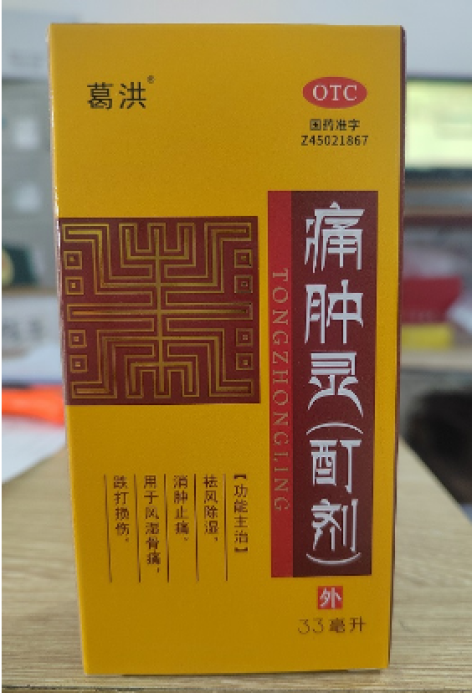 葛洪®
OTC
国药准字
Z45021867
痛肿灵(酊剂)
TONGZHONGLING
【功能主治】
祛风除湿、
消肿止痛。
用于风湿骨痛，
跌打损伤。
外
33毫升